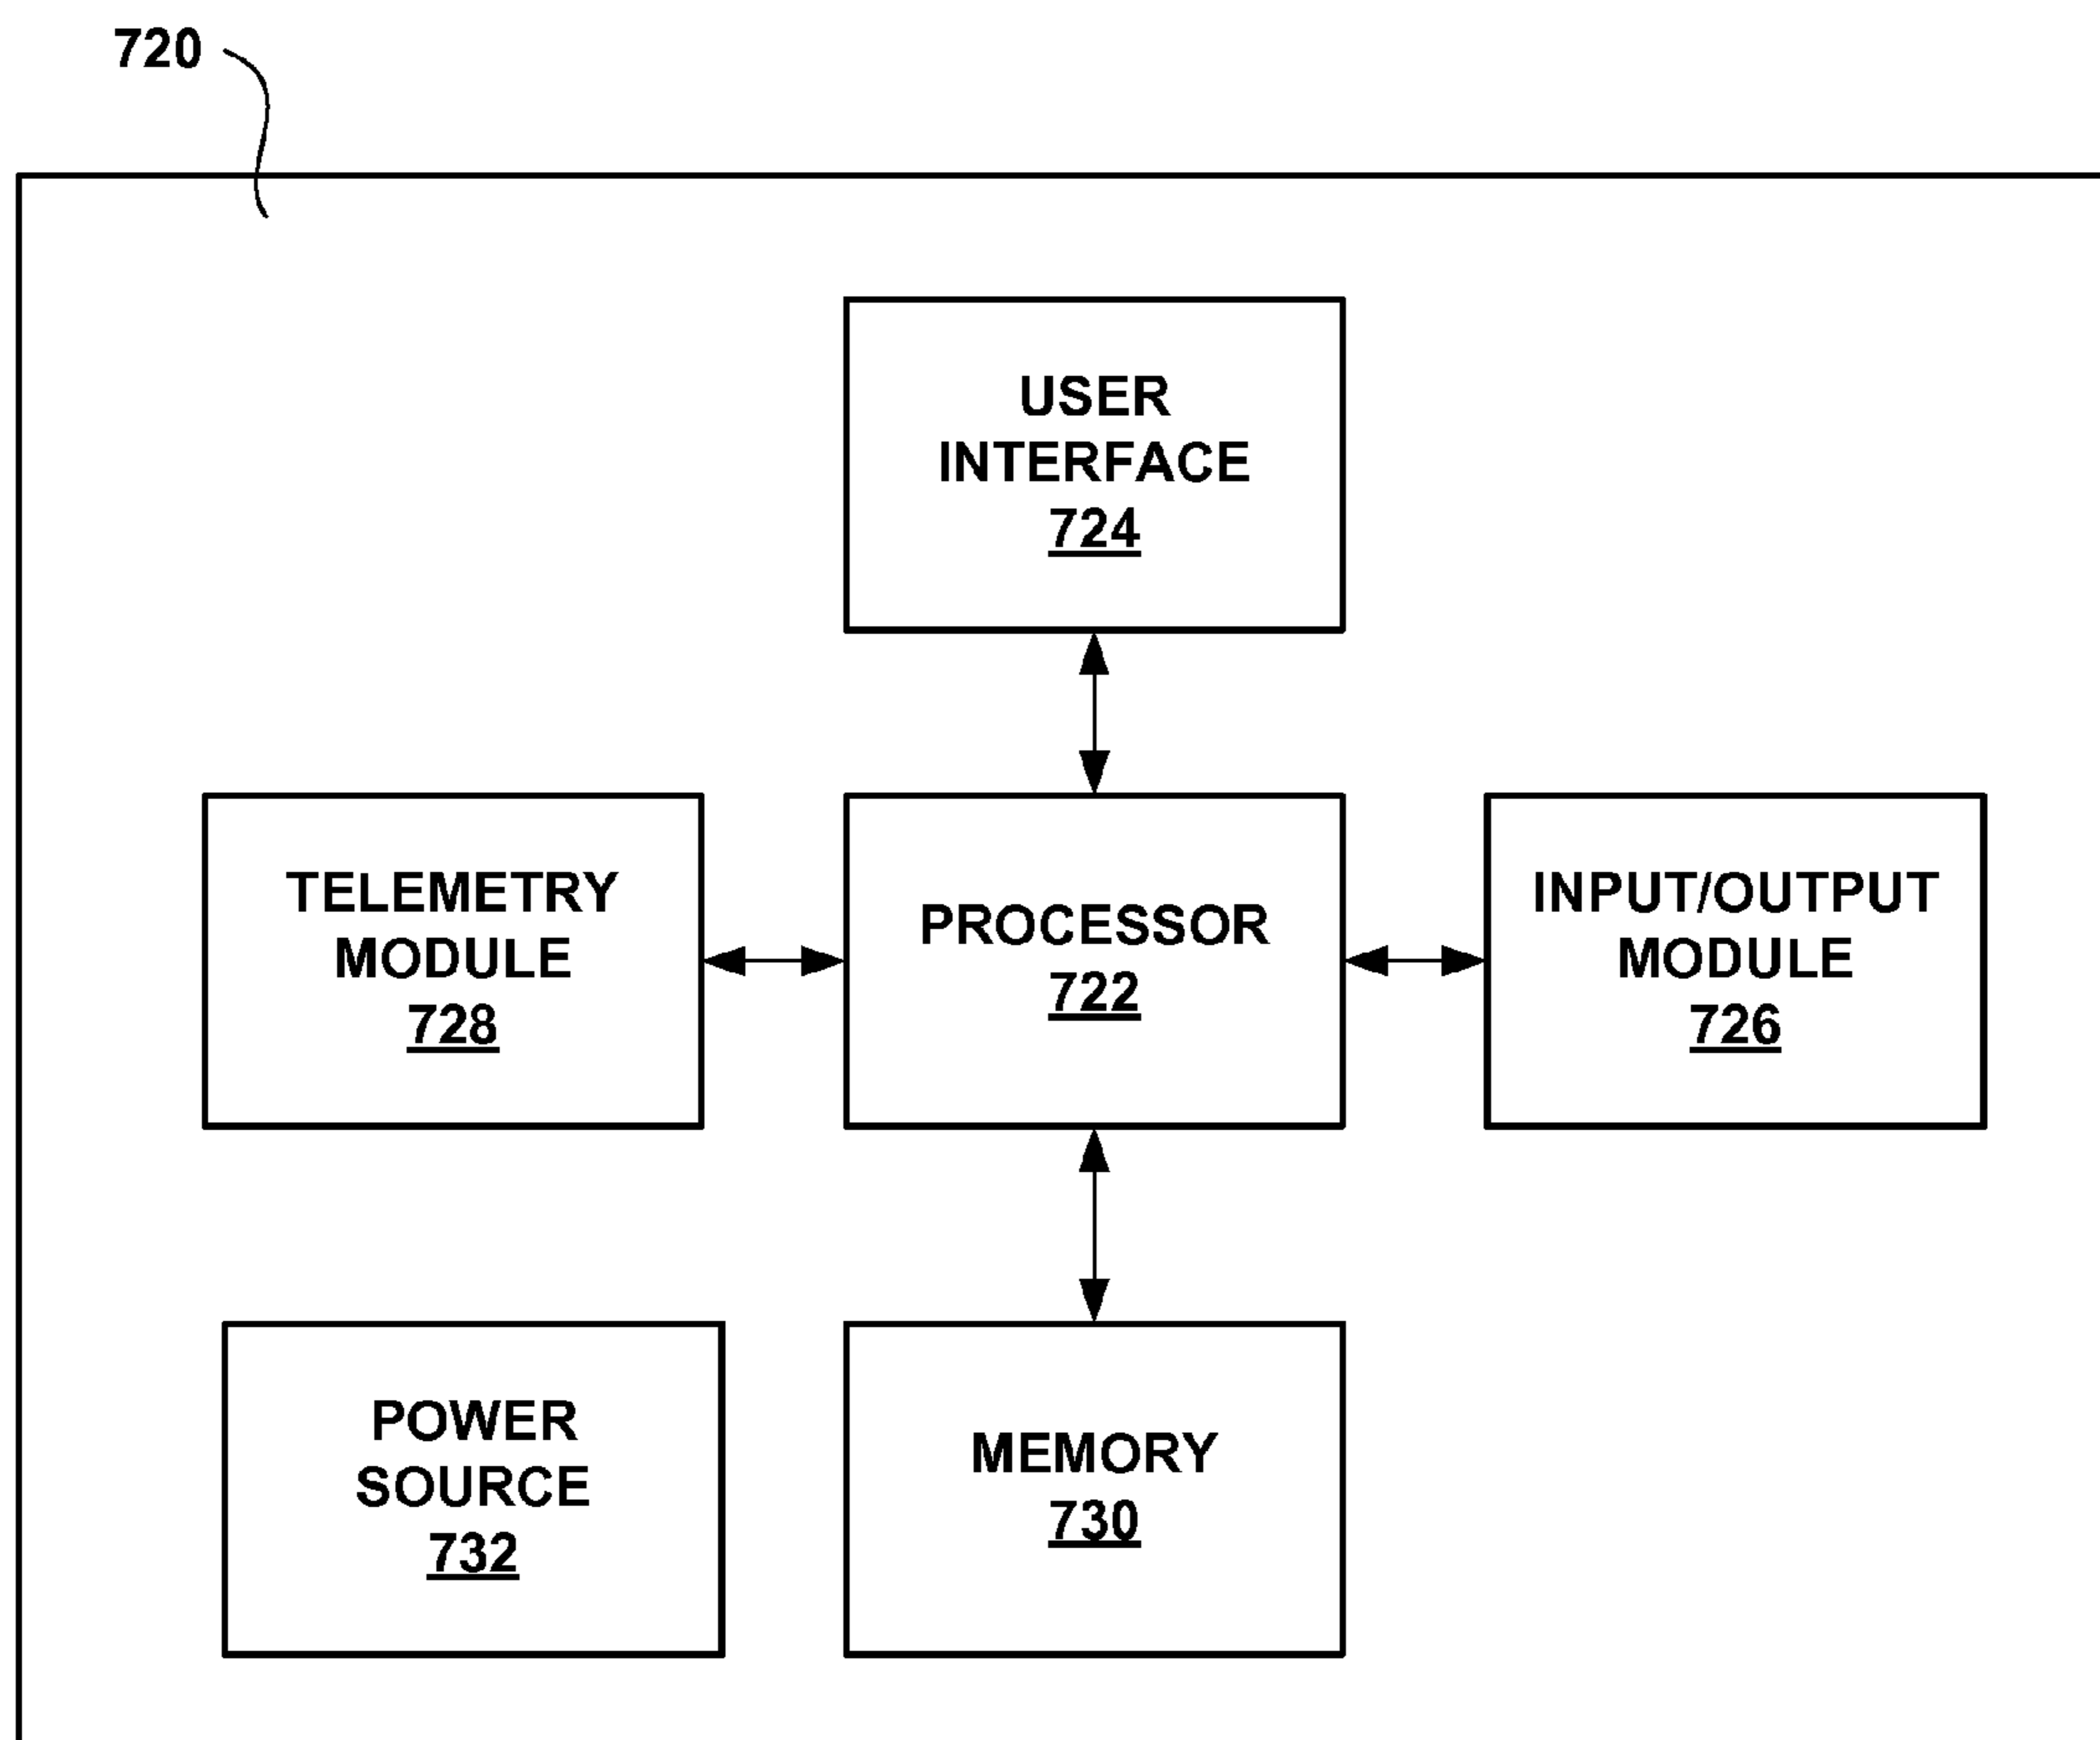 720
USER
INTERFACE
724
TELEMETRY
MODULE
728
PROCESSOR
722
INPUT/OUTPUT
MODULE
726
POWER
SOURCE
732
MEMORY
730